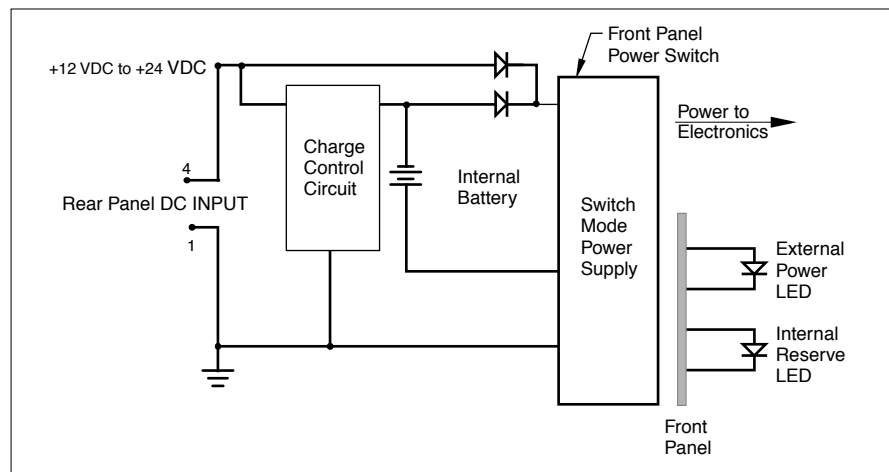 Front Panel
Power Switch
+12 VDC to +24 VDC
Power to
Electronics
Charge
Control
Circuit
4
Internal
Battery
Rear Panel DC INPUT
Switch
Mode
Power
Supply
1
External
Power
LED
Internal
Reserve
LED
Front
Panel